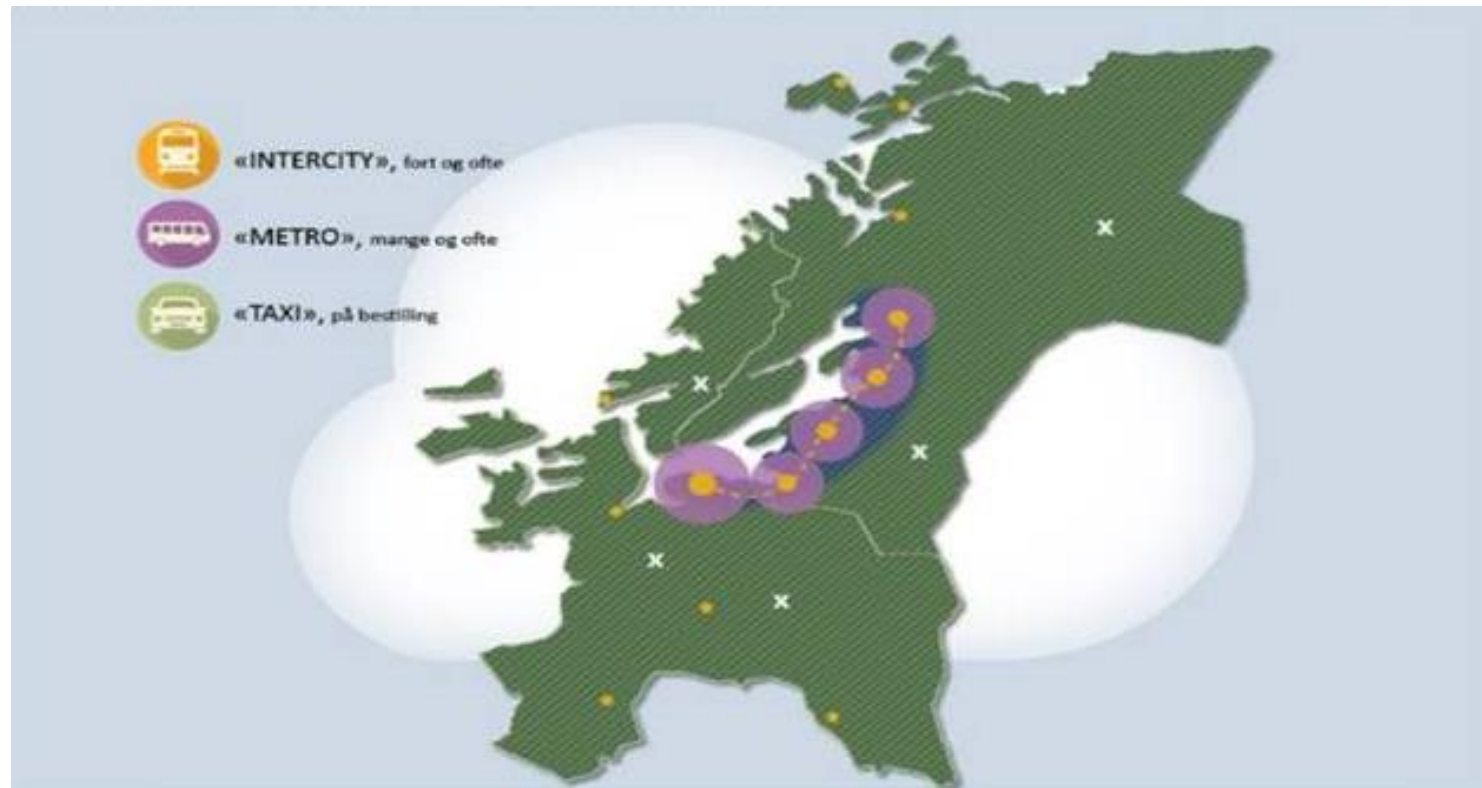 «INTERCITY», fort og ofte
«METRO», mange og ofte
«TAXI», på bestilling
x
x
x
x
x